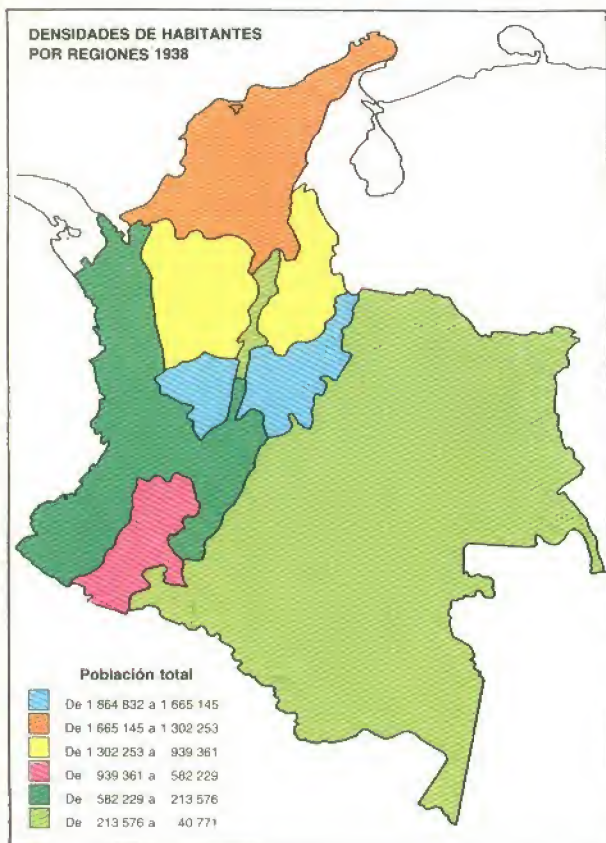 DENSIDADES DE HABITANTES
POR REGIONES 1938
Población total
De 1 864 832 a 1 665 145
De 1 665 145 a 1 302 253
De 1 302 253 a 939 361
De 939 361 a 582 229
De 582 229 a 213 576
De 213 576 a 40 771